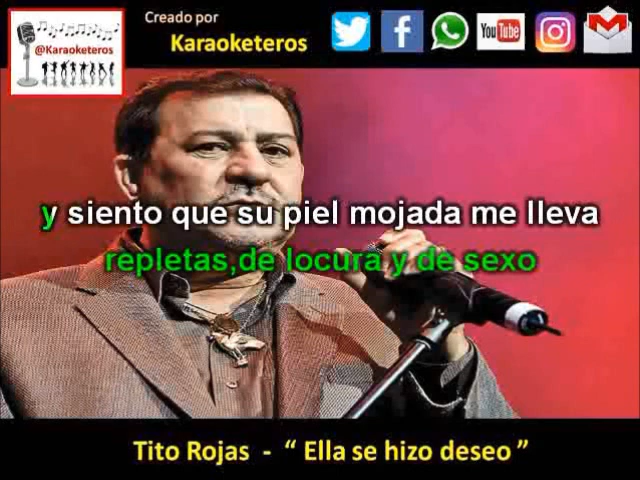 Creado por
Karaoketeros
@Karaoketeros
You Tube
y siento que su piel mojada me lleva
repletas,de locura y de sexo
Tito Rojas - “ Ella se hizo deseo ”